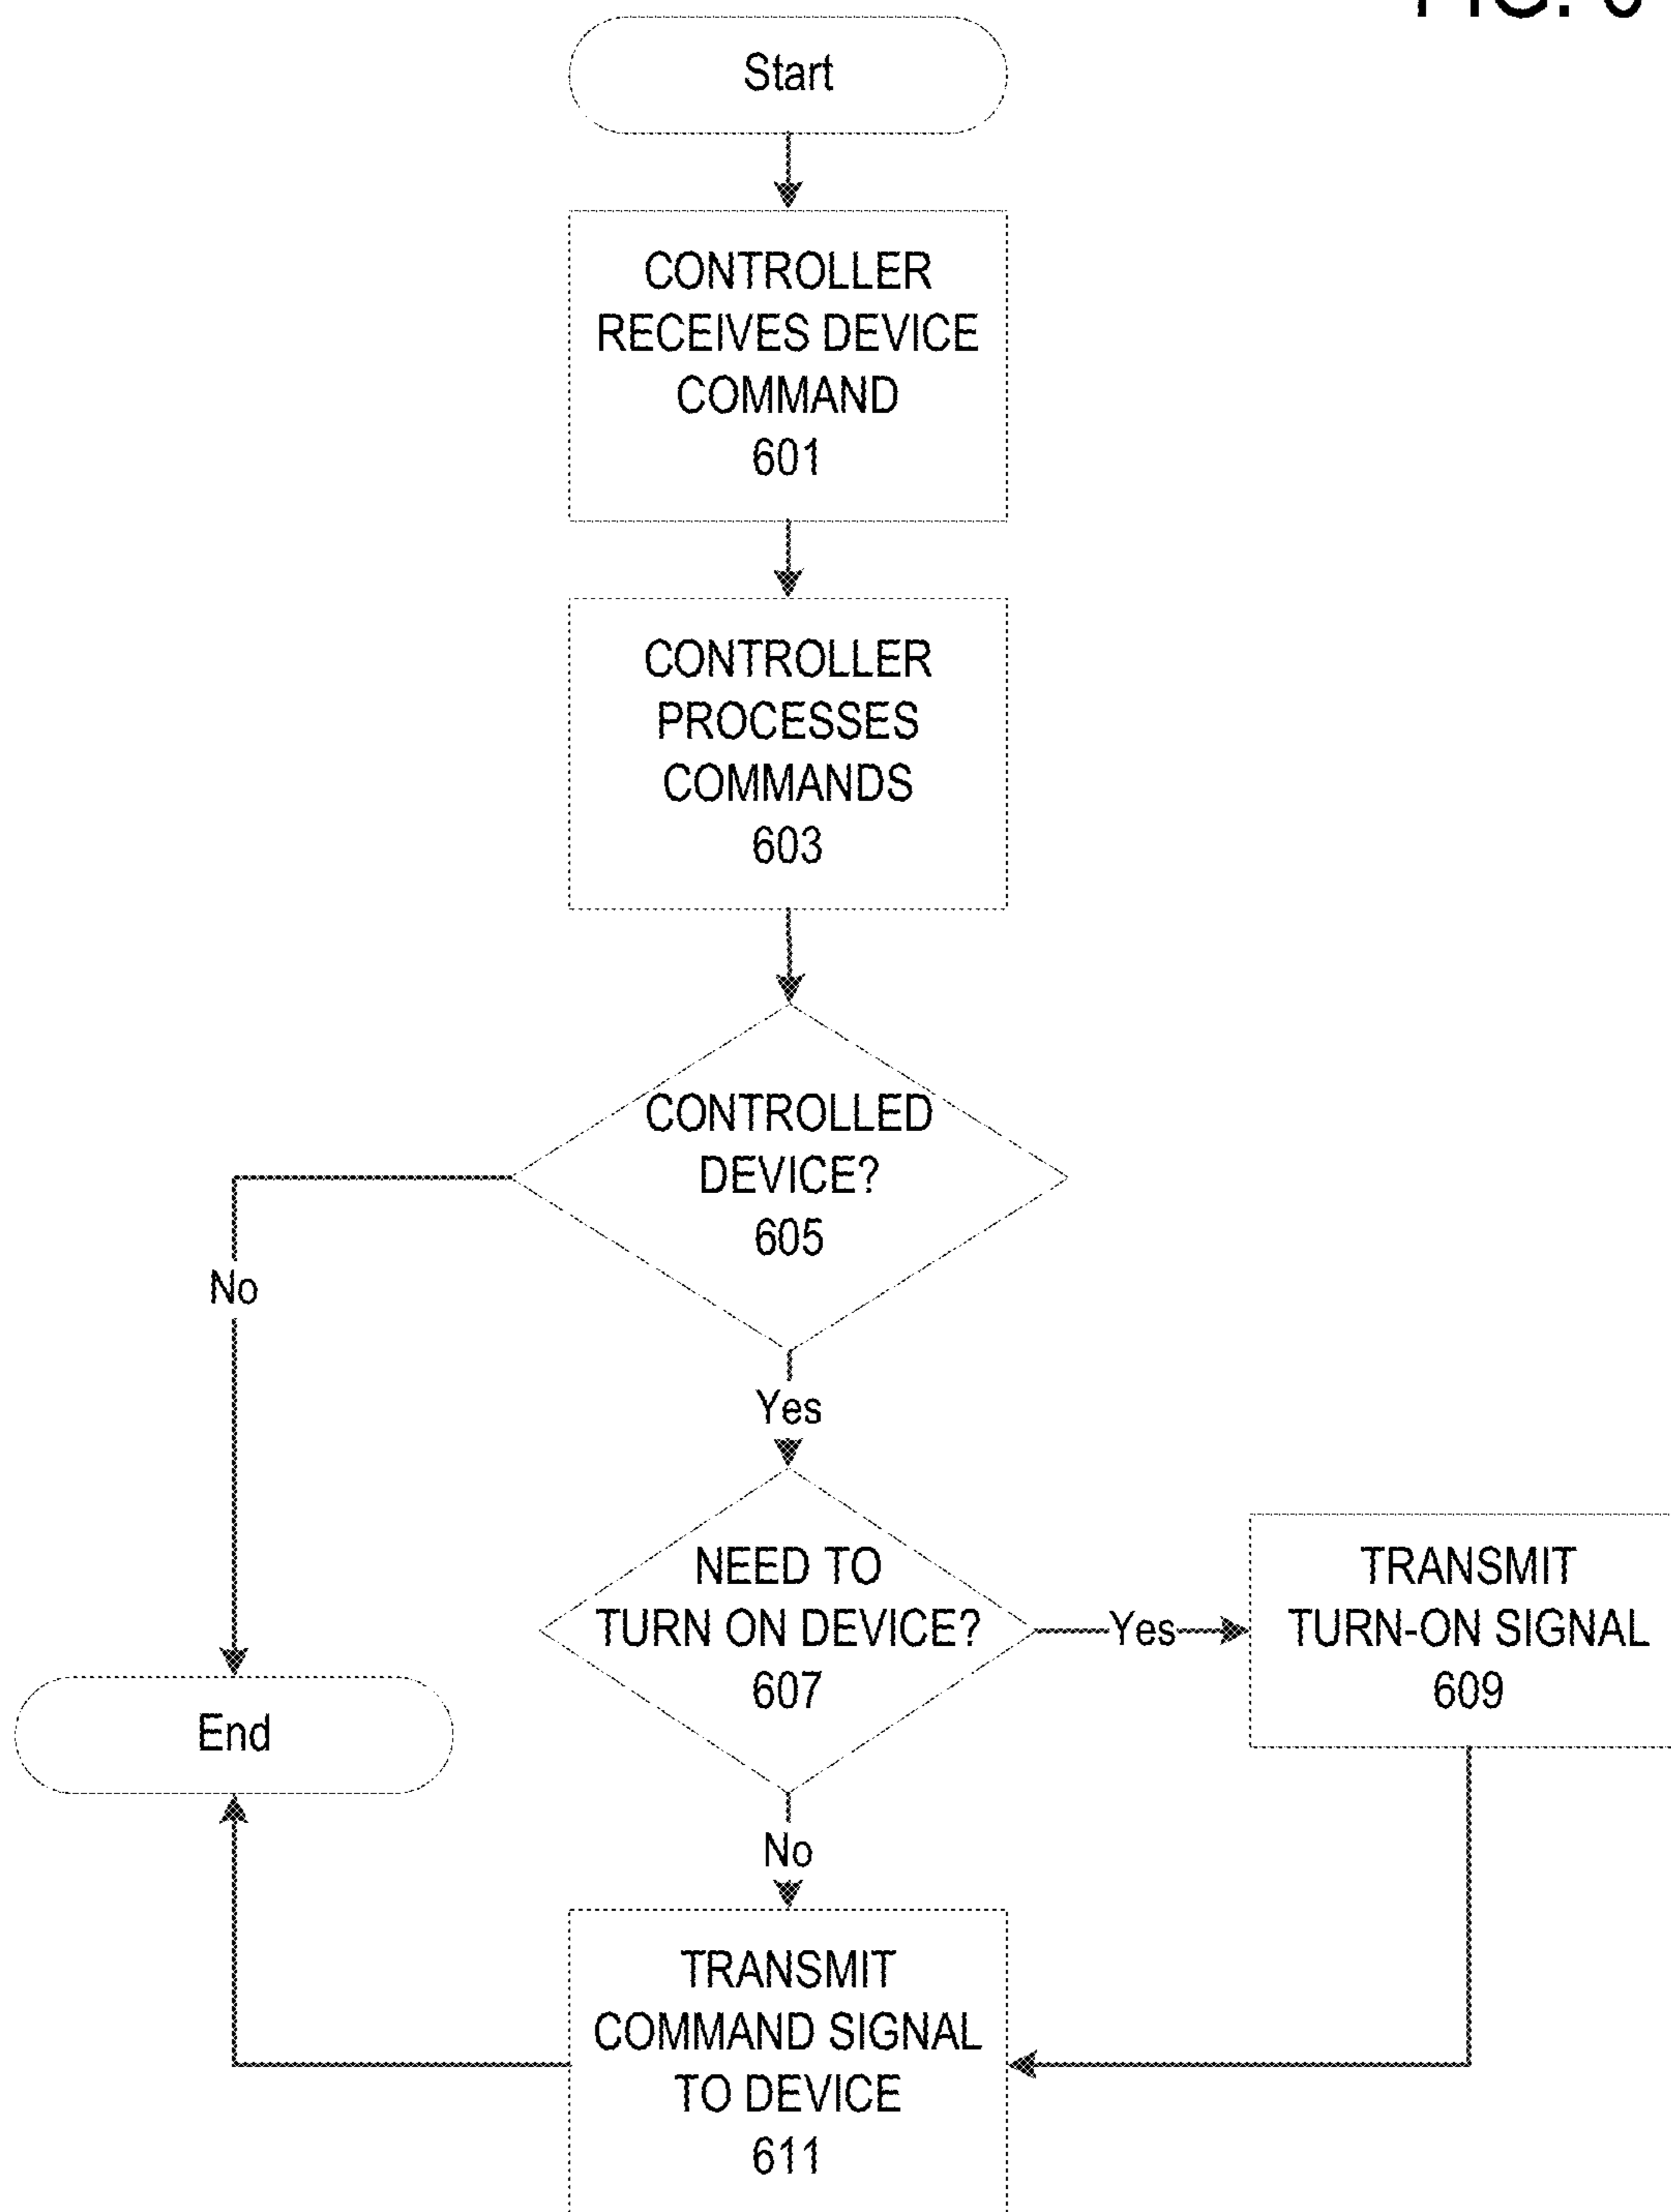 FIG.
Start
CONTROLLER
RECEIVES DEVICE
COMMAND
601
CONTROLLER
PROCESSES
COMMANDS
603
CONTROLLED
DEVICE?
605
No
Yes
NEED TO
TURN ON DEVICE?
607
Yes
TRANSMIT
TURN-ON SIGNAL
609
End
No
TRANSMIT
COMMAND SIGNAL
TO DEVICE
611